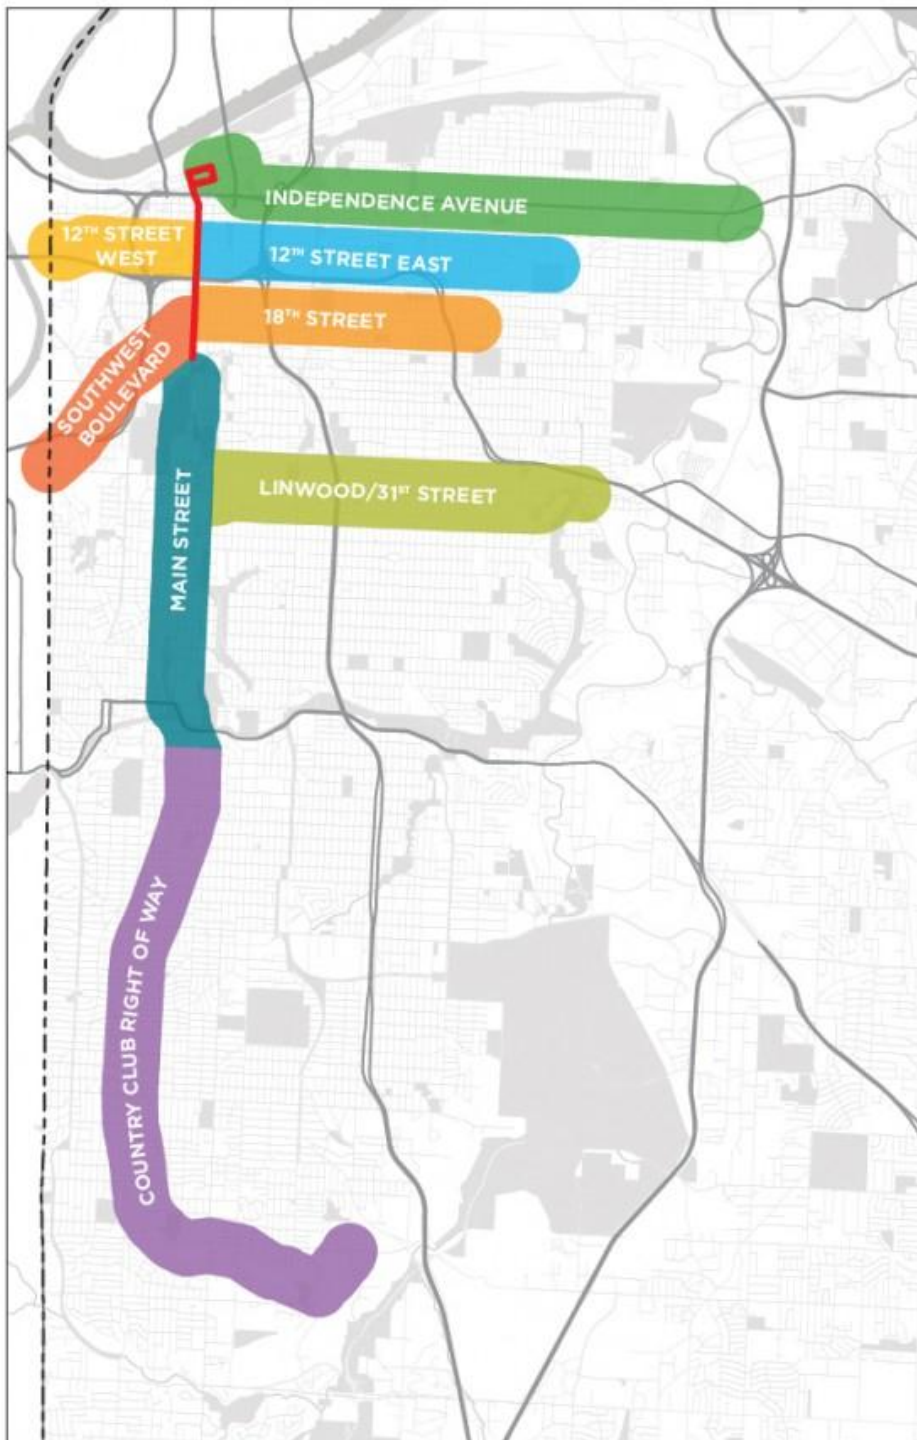 INDEPENDENCE AVENUE
12TH STREET
WEST
12TH STREET EAST
18TH STREET
SOUTHWEST
BOULEVARD
LINWOOD/31ST STREET
MAIN STREET
COUNTRY CLUB RIGHT OF WAY